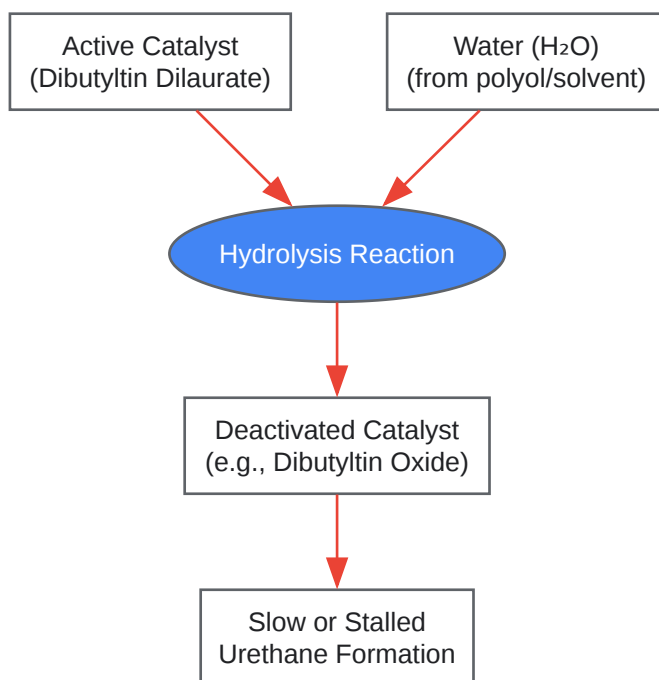 Active Catalyst
(Dibutyltin Dilaurate)
Water (H₂O)
(from polyol/solvent)
Hydrolysis Reaction
Deactivated Catalyst
(e.g., Dibutyltin Oxide)
Slow or Stalled
Urethane Formation